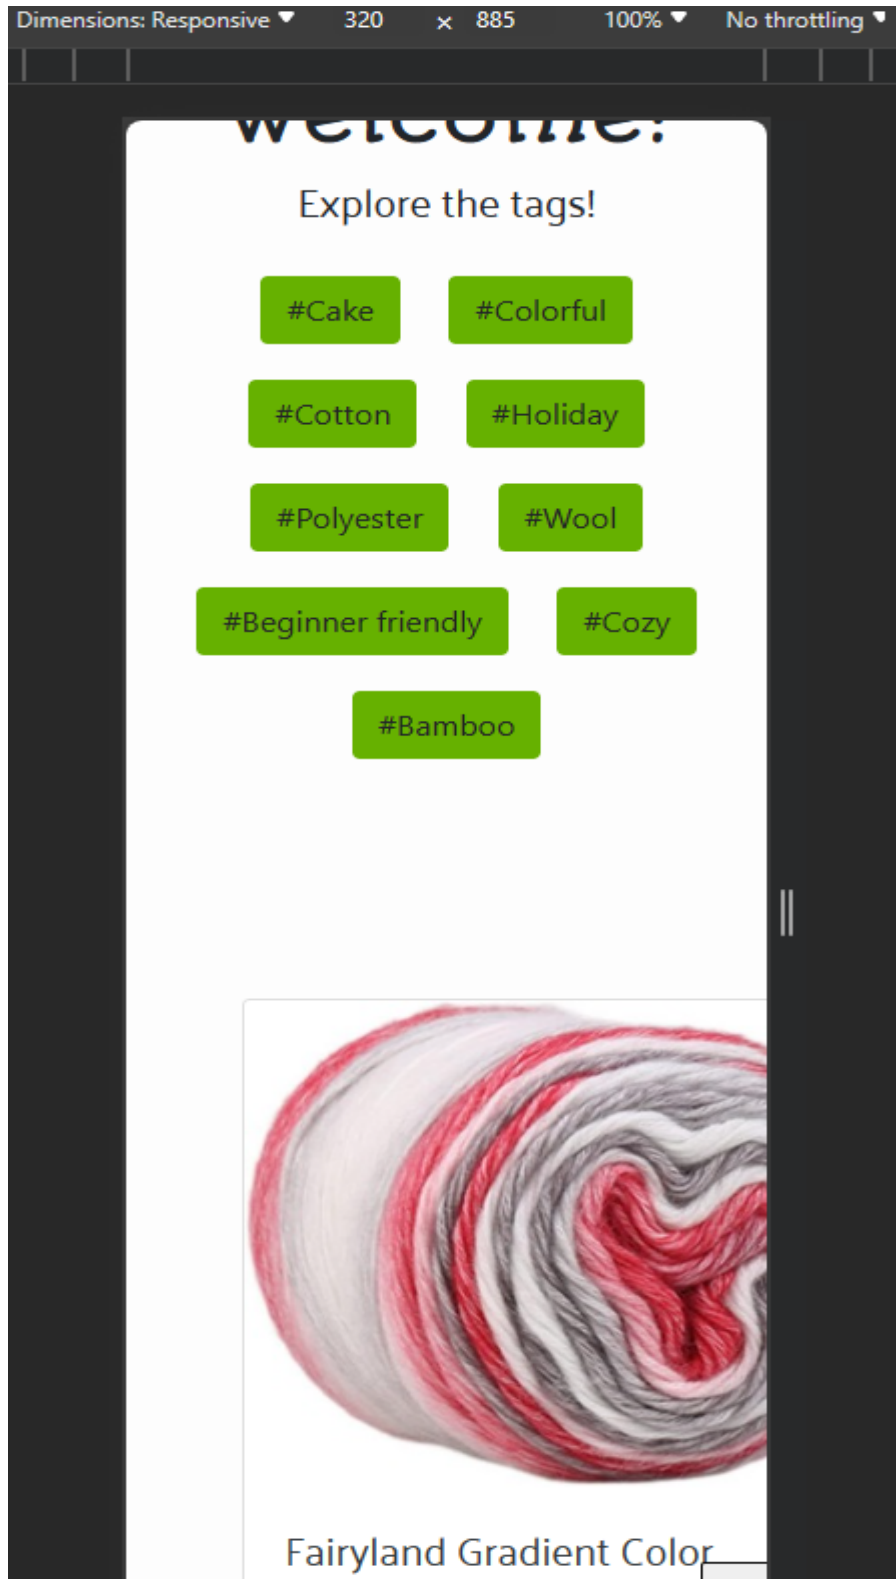 Dimensions: Responsive 320 × 885 100% No throttling
welcome!
Explore the tags!
#Cake #Colorful
#Cotton #Holiday
#Polyester #Wool
#Beginner friendly #Cozy
#Bamboo
Fairyland Gradient Color